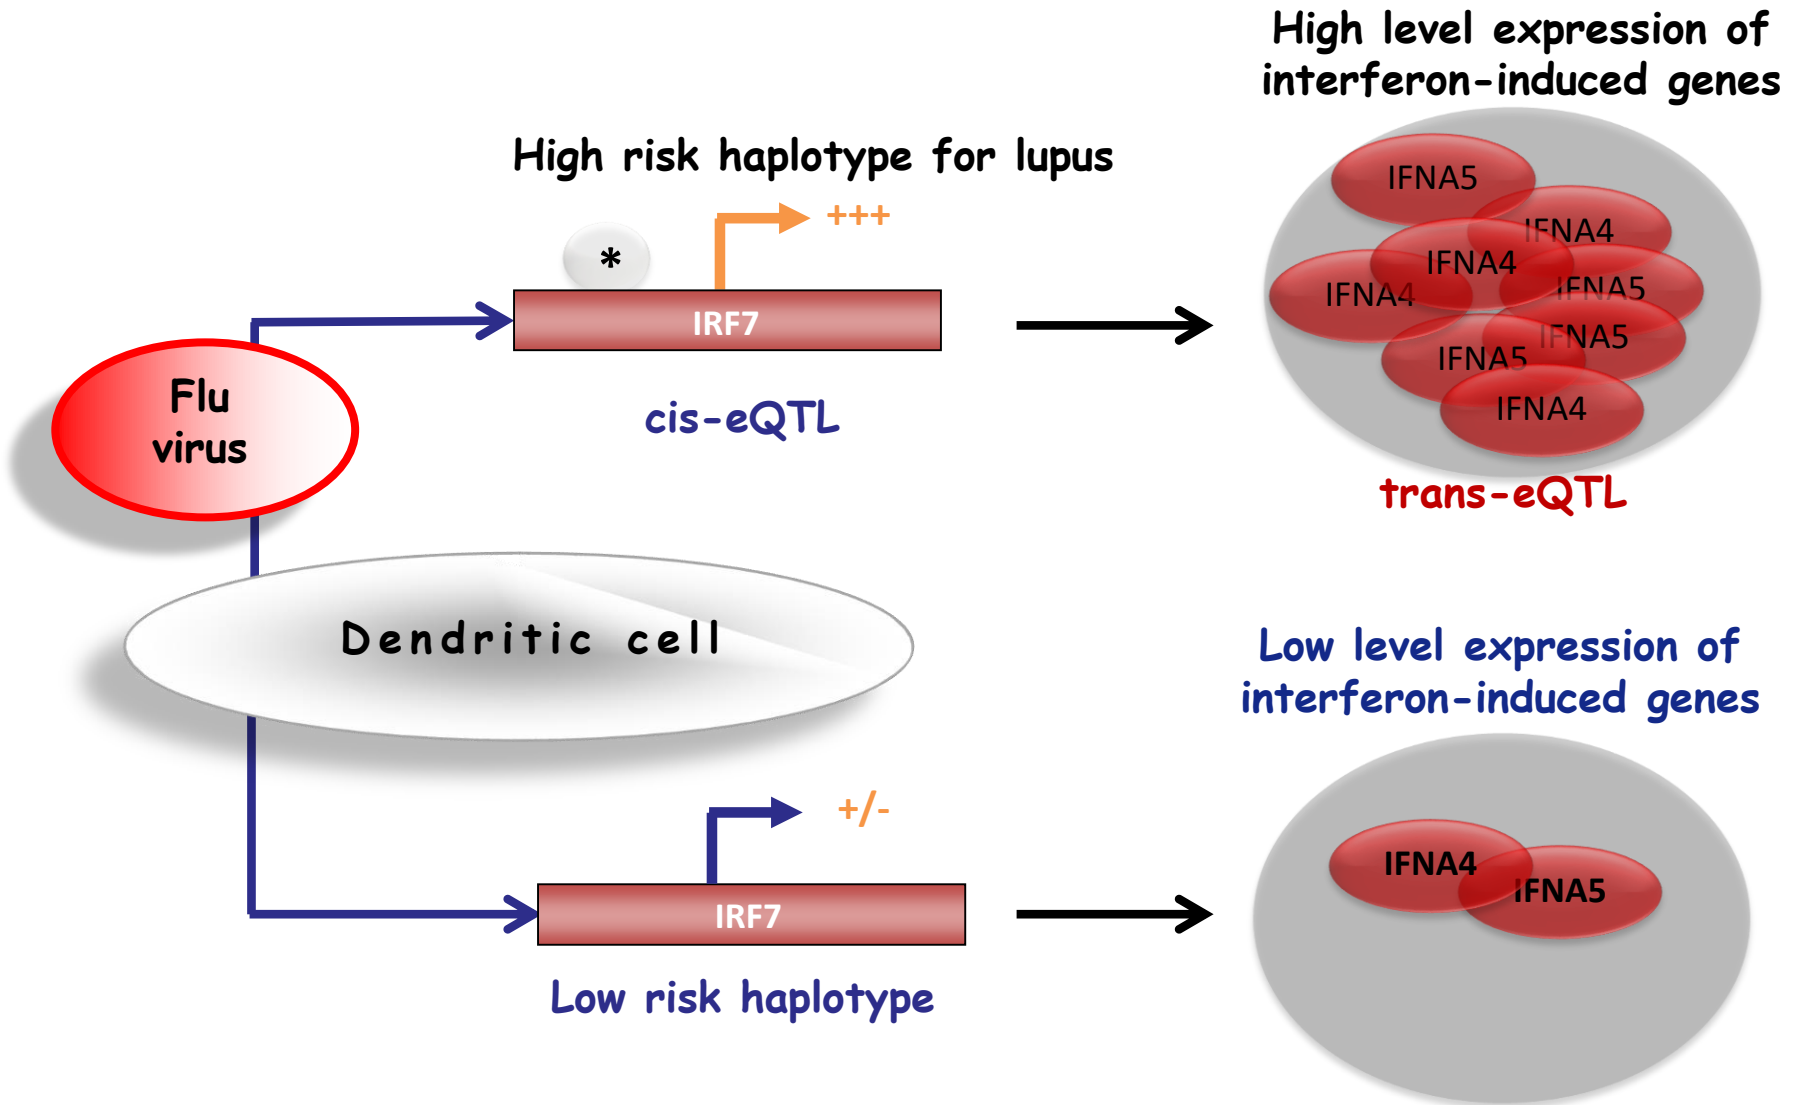 High level expression of
interferon-induced genes
High risk haplotype for lupus
+++
*
IRF7
cis-eQTL
Flu
virus
IFNA5
IFNA4
IFNA4
IFNA4
IFNA5
IFNA5
IFNA5
IFNA4
trans-eQTL
Dendritic cell
Low level expression of
interferon-induced genes
+/-
IRF7
Low risk haplotype
IFNA4
IFNA5